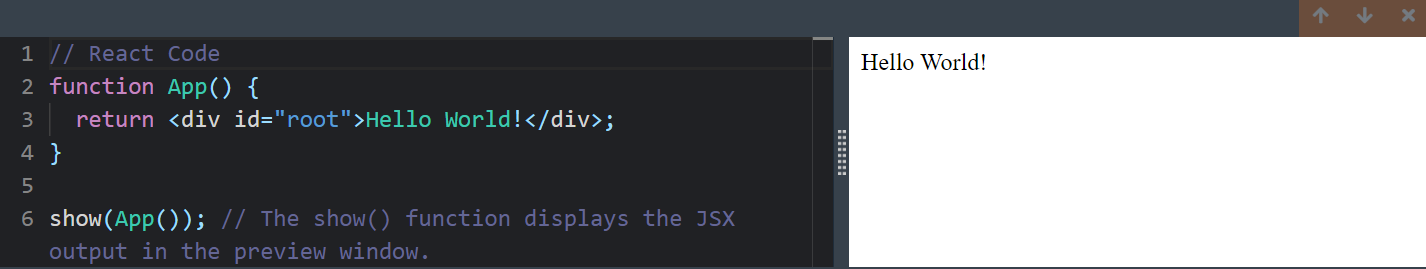 1 // React Code
2 function App() {
3 return <div id="root">Hello World!</div>;
4 }
5
6 show(App()); // The show() function displays the JSX
output in the preview window.
Hello World!